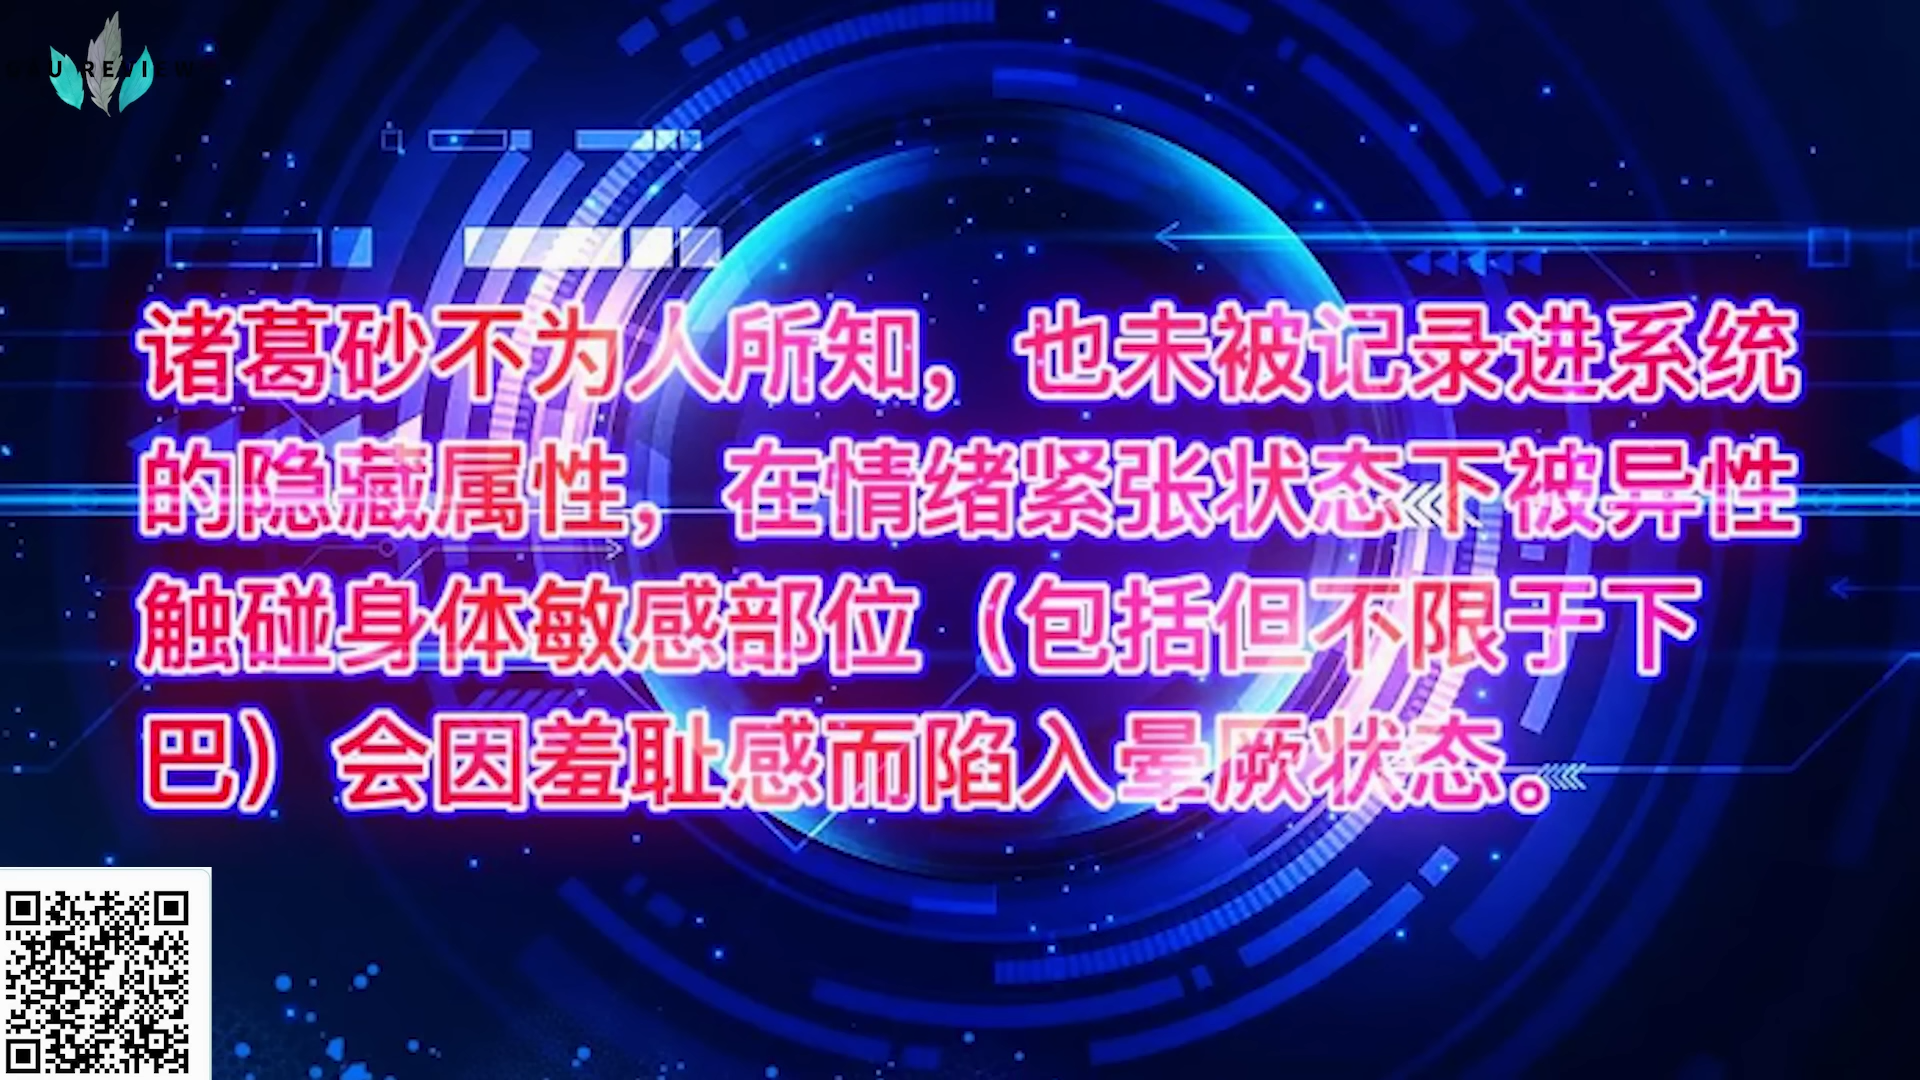 REVIEW
诸葛砂不为人所知，也未被记录进系统
的隐藏属性，在情绪紧张状态下被异性
触碰身体敏感部位（包括但不限于下
巴）会因羞耻感而陷入晕厥状态。